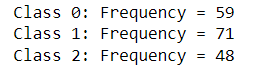 Class 0: Frequency = 59
Class 1: Frequency = 71
Class 2: Frequency = 48